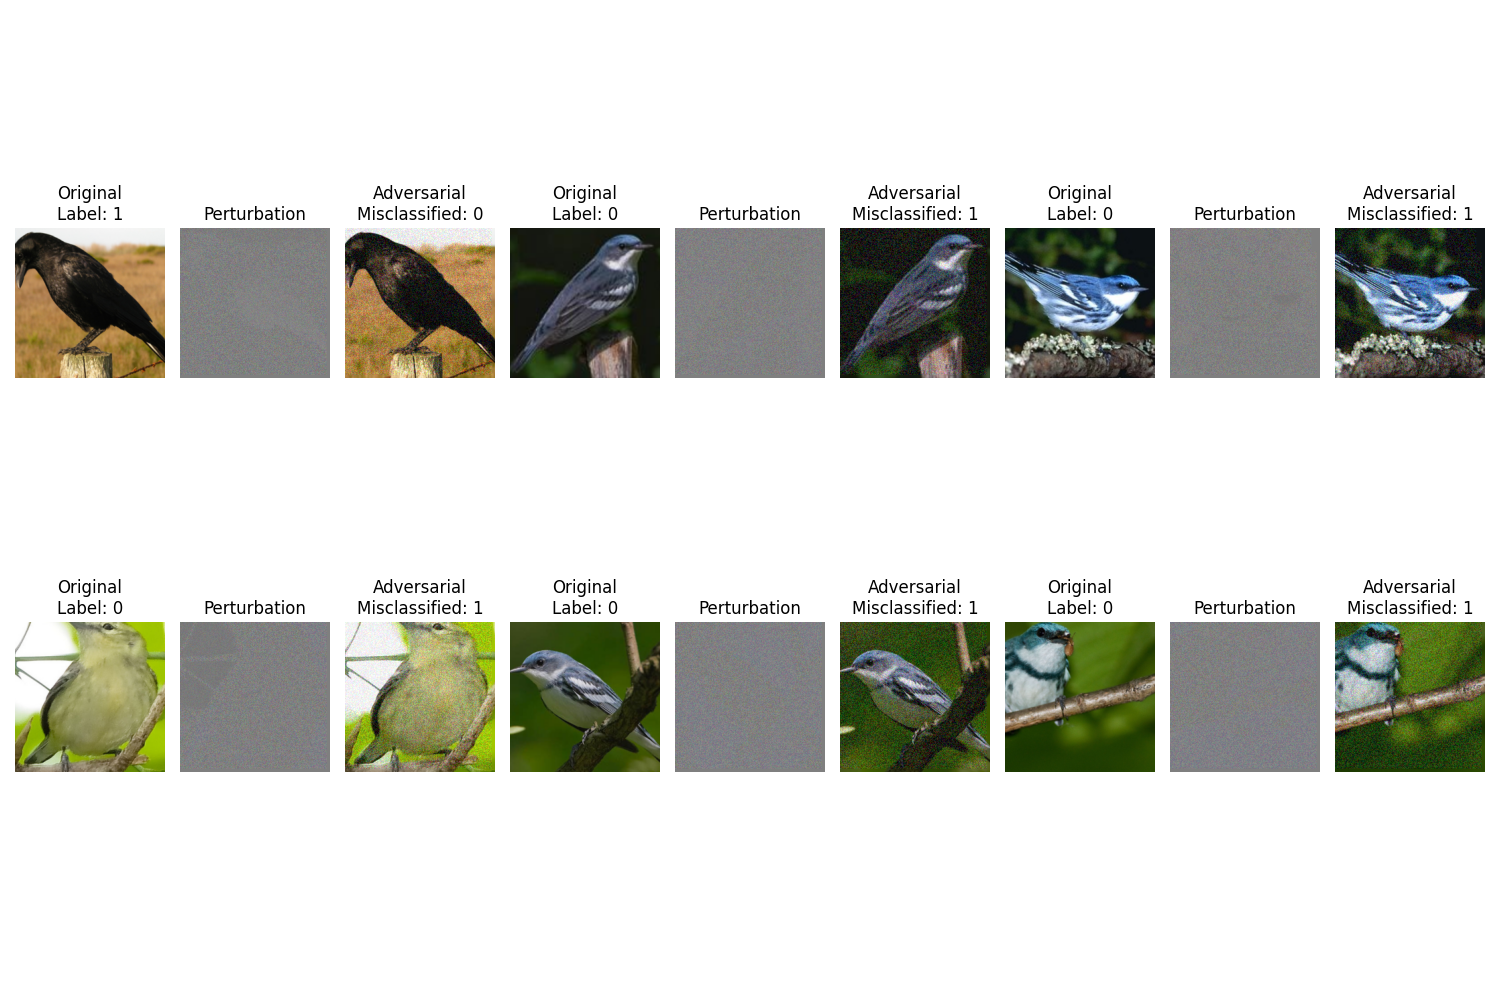 Original
Label: 1
Perturbation
Adversarial
Misclassified: 0
Original
Label: 0
Perturbation
Adversarial
Misclassified: 1
Original
Label: 0
Perturbation
Adversarial
Misclassified: 1
Original
Label: 0
Perturbation
Adversarial
Misclassified: 1
Original
Label: 0
Perturbation
Adversarial
Misclassified: 1
Original
Label: 0
Perturbation
Adversarial
Misclassified: 1